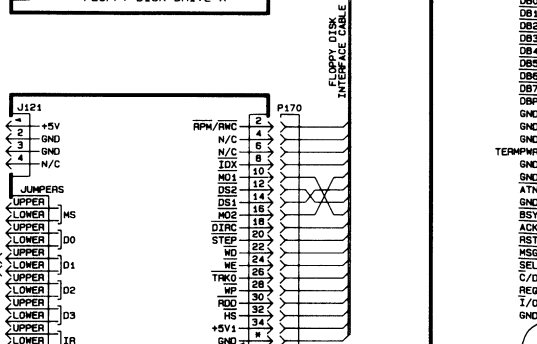 FLOPPY DISK DRIVE A
FLOPPY DISK
INTERFACE CABLE
J121
+5V
2 GND
3 GND
4 N/C
JUMPERS
UPPER
LOWER
MS
UPPER
LOWER
D0
UPPER
LOWER
D1
UPPER
LOWER
D2
UPPER
LOWER
D3
UPPER
LOWER
IR
P170
RPM/RWC 2
N/C 4
N/C 6
IDX 8
MO1 10
DS2 12
DS1 14
MO2 16
DIRC 18
STEP 20
WD 22
WE 24
TRK0 26
WP 28
RDD 30
HS 32
+5V1 34
GND *
DB0
DB1
DB2
DB3
DB4
DB5
DB6
DB7
DBP
GND
GND
GND
TERMPWR
GND
GND
ATN
GND
BSY
ACK
RST
MSG
SEL
C/D
REQ
I/O
GND